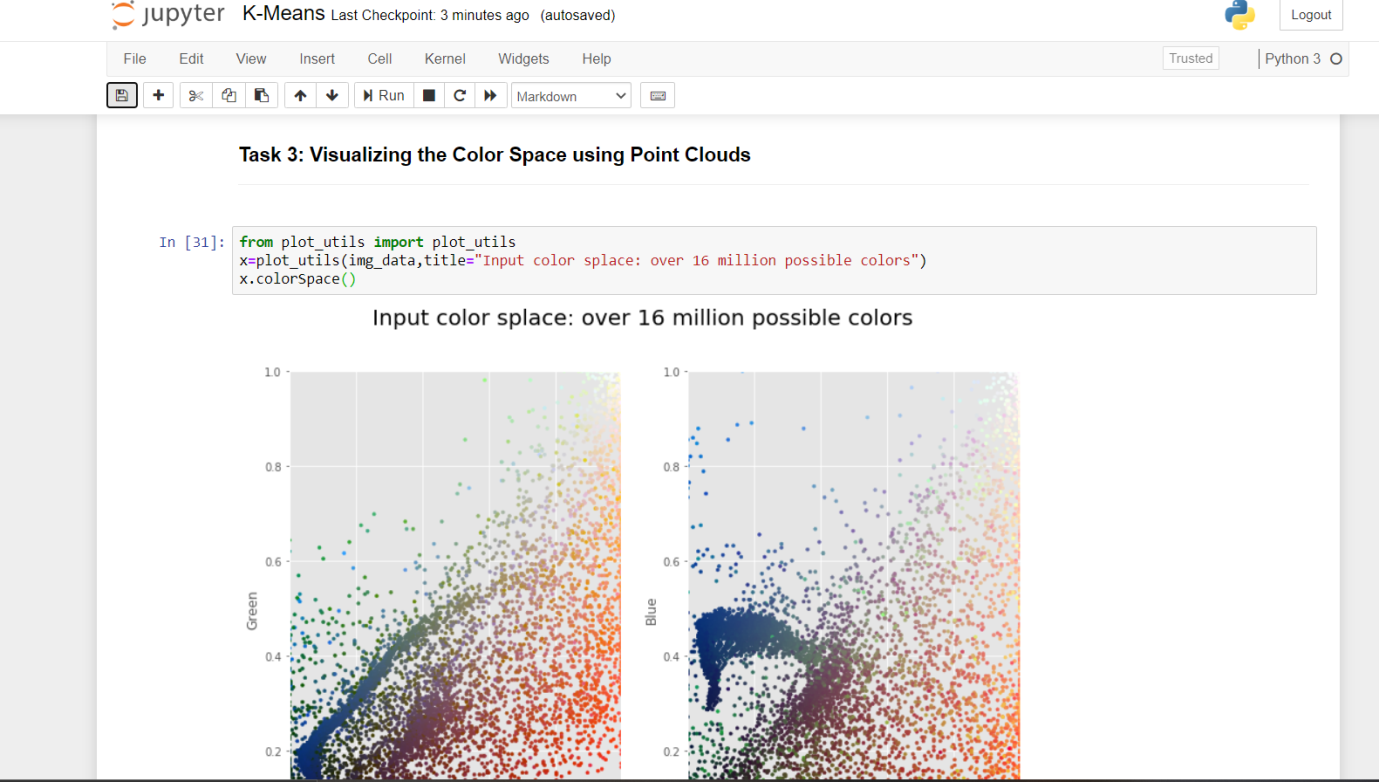 jupyter K-Means Last Checkpoint: 3 minutes ago (autosaved)
Logout
File Edit View Insert Cell Kernel Widgets Help
Trusted
Python 3
Run
Markdown
Task 3: Visualizing the Color Space using Point Clouds
In [31]:
from plot_utils import plot_utils
x=plot_utils(img_data,title="Input color splace: over 16 million possible colors")
x.colorSpace()
Input color splace: over 16 million possible colors
1.0
0.8
0.6
0.4
0.2
Green
1.0
0.8
0.6
0.4
0.2
Blue